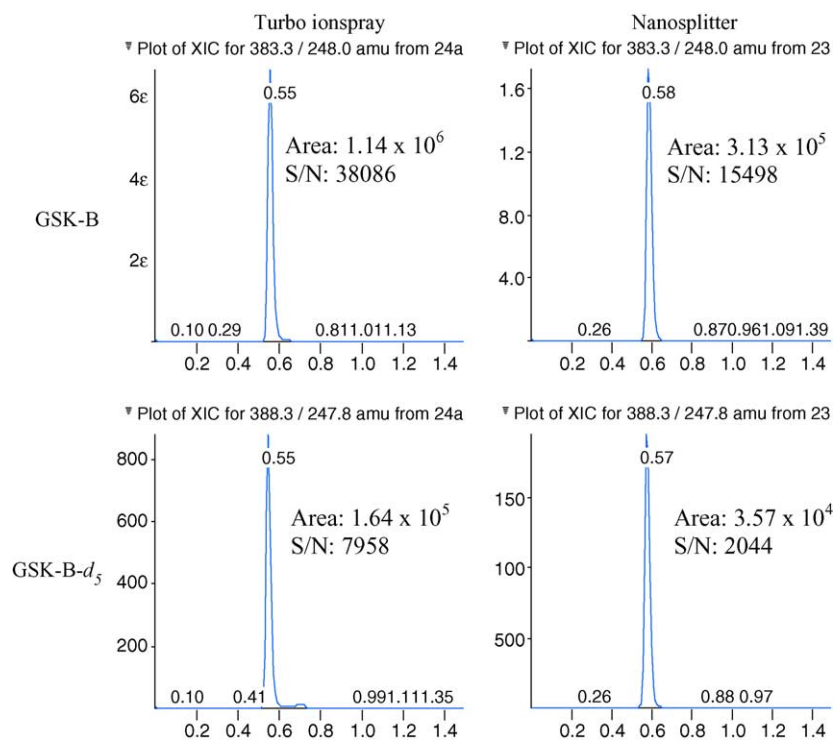 Turbo ionspray
Nanosplitter
Plot of XIC for 383.3 / 248.0 amu from 24a
Plot of XIC for 383.3 / 248.0 amu from 23
GSK-B
6ε
4ε
2ε
0.55
Area: 1.14 x 10^6
S/N: 38086
0.10 0.29
0.811.011.13
0.2 0.4 0.6 0.8 1.0 1.2 1.4
1.6
1.2
8.0
4.0
0.58
Area: 3.13 x 10^5
S/N: 15498
0.26
0.870.961.091.39
0.2 0.4 0.6 0.8 1.0 1.2 1.4
Plot of XIC for 388.3 / 247.8 amu from 24a
Plot of XIC for 388.3 / 247.8 amu from 23
GSK-B-d5
800
600
400
200
0.55
Area: 1.64 x 10^5
S/N: 7958
0.10 0.41
0.991.111.35
0.2 0.4 0.6 0.8 1.0 1.2 1.4
150
100
500
0.57
Area: 3.57 x 10^4
S/N: 2044
0.26
0.88 0.97
0.2 0.4 0.6 0.8 1.0 1.2 1.4